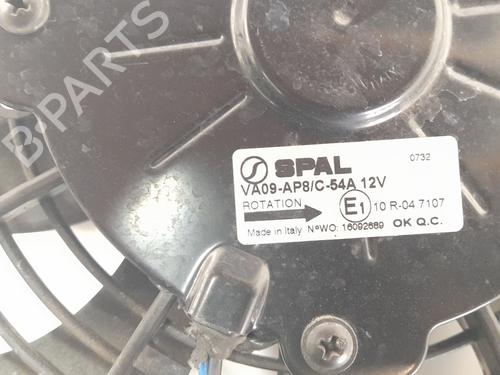 B-PARTS
SPAL
0732
VA09-AP8/C-54A 12V
ROTATION
E1 10 R-04 7107
Made in Italy N°WO: 16092689 OK Q.C.